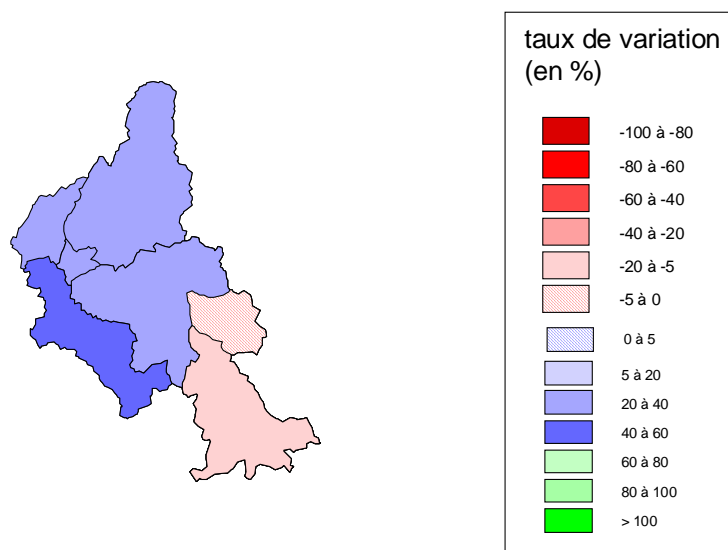 taux de variation
(en %)
-100 à -80
-80 à -60
-60 à -40
-40 à -20
-20 à -5
-5 à 0
0 à 5
5 à 20
20 à 40
40 à 60
60 à 80
80 à 100
> 100